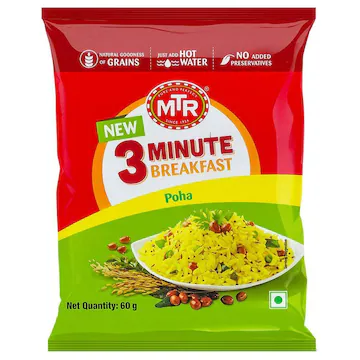 NATURAL GOODNESS
OF GRAINS
JUST ADD HOT
WATER
NO ADDED
PRESERVATIVES
MTR
SINCE 1924
NEW
3 MINUTE
BREAKFAST
Poha
Net Quantity: 60 g